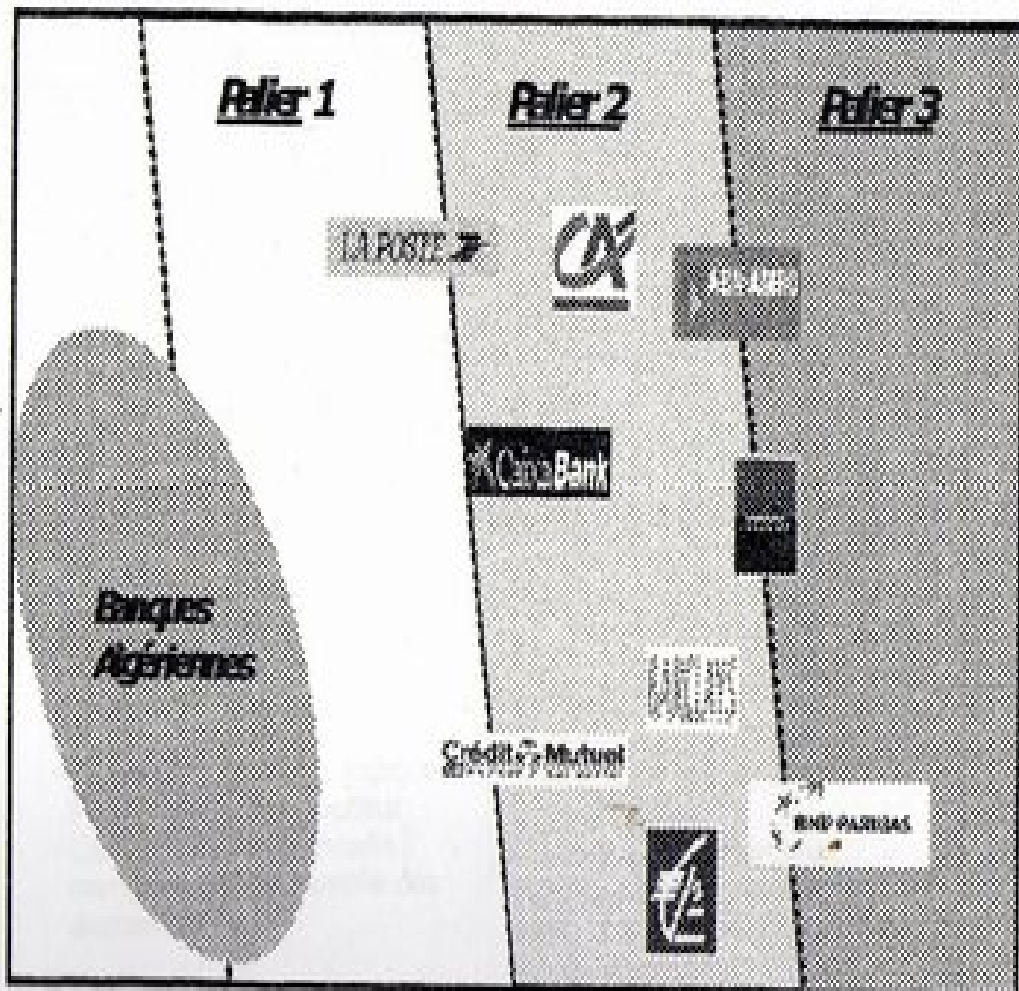 Palier 1
Palier 2
Palier 3
LA POSTE
CaixaBank
Banques
Algériennes
Crédit Mutuel
BNP PARIBAS